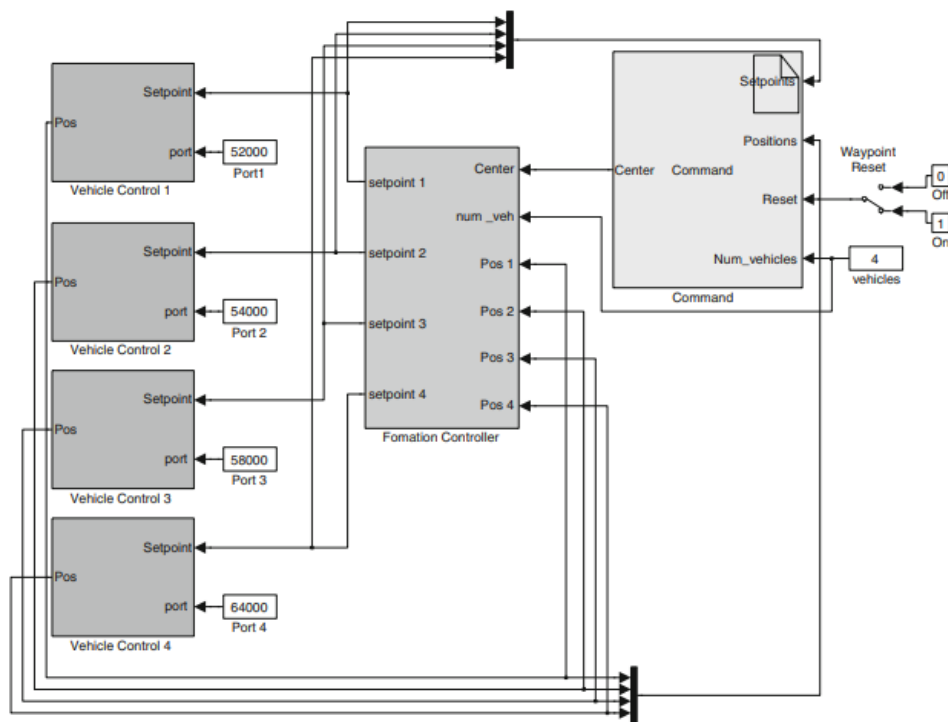 Setpoint
Pos
port
52000
Port1
Vehicle Control 1
Setpoint
Pos
port
54000
Port 2
Vehicle Control 2
Setpoint
Pos
port
58000
Port 3
Vehicle Control 3
Setpoint
Pos
port
64000
Port 4
Vehicle Control 4
setpoint 1
setpoint 2
setpoint 3
setpoint 4
Center
num _veh
Pos 1
Pos 2
Pos 3
Pos 4
Fomation Controller
Setpoints
Positions
Center
Command
Reset
Num_vehicles
Command
Waypoint
Reset
0
Off
1
On
4
vehicles